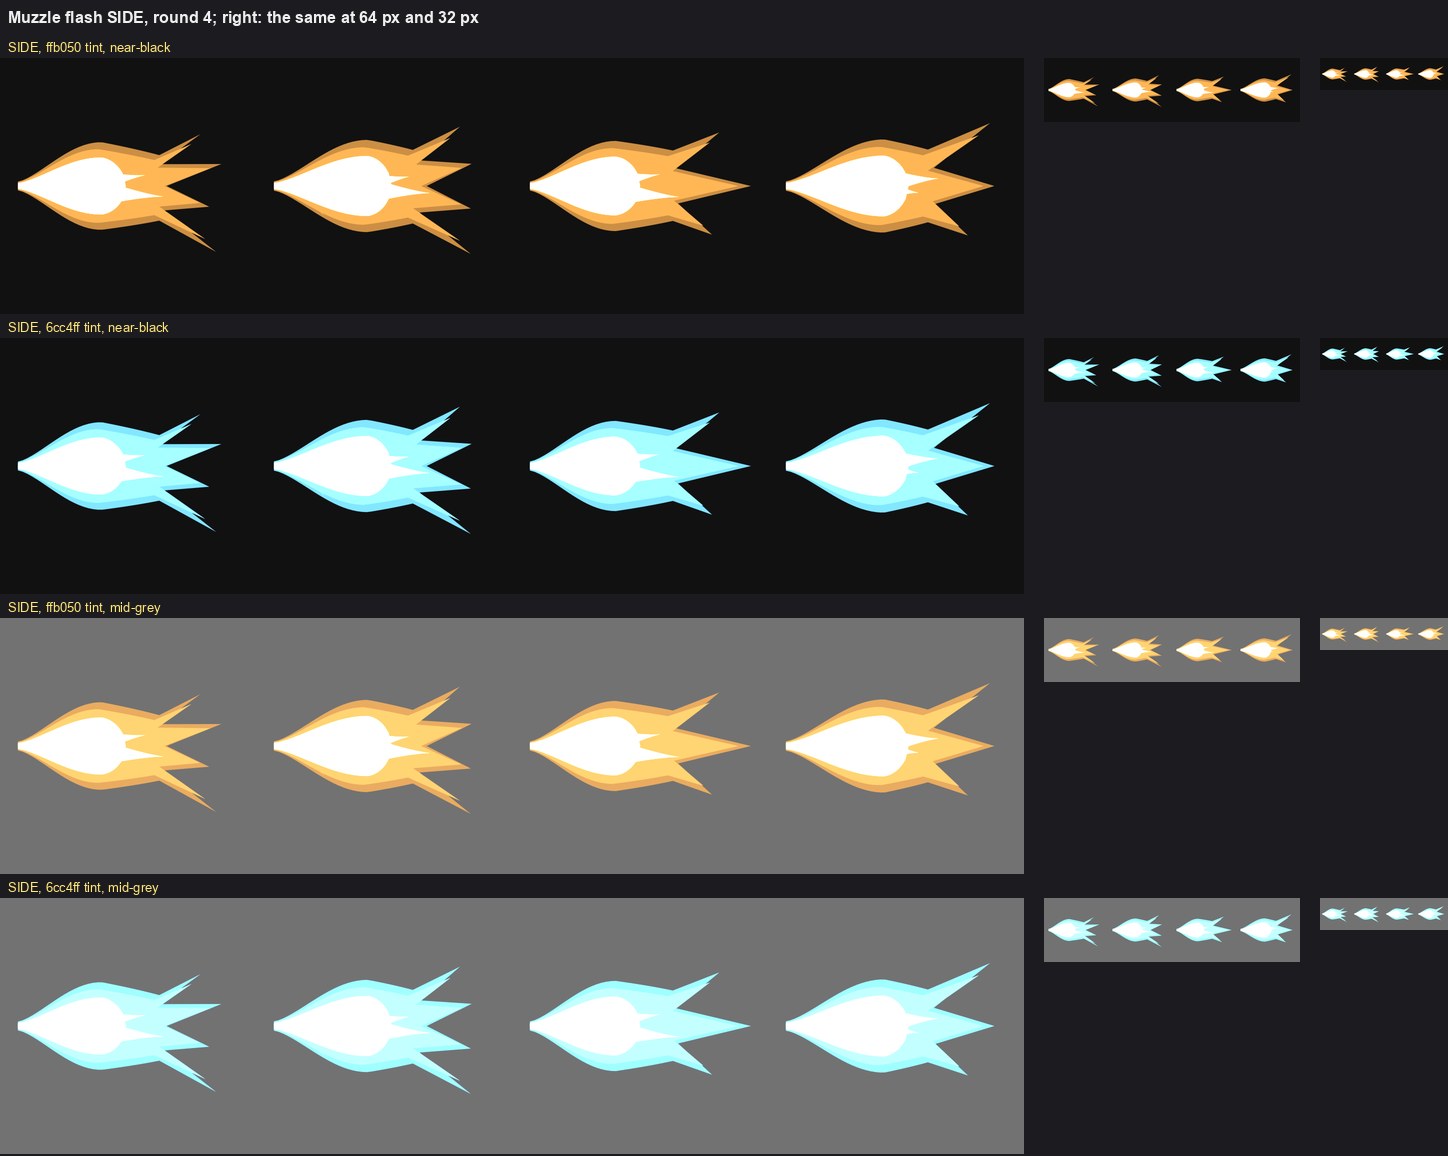 Muzzle flash SIDE, round 4; right: the same at 64 px and 32 px
SIDE, ffb050 tint, near-black
SIDE, 6cc4ff tint, near-black
SIDE, ffb050 tint, mid-grey
SIDE, 6cc4ff tint, mid-grey